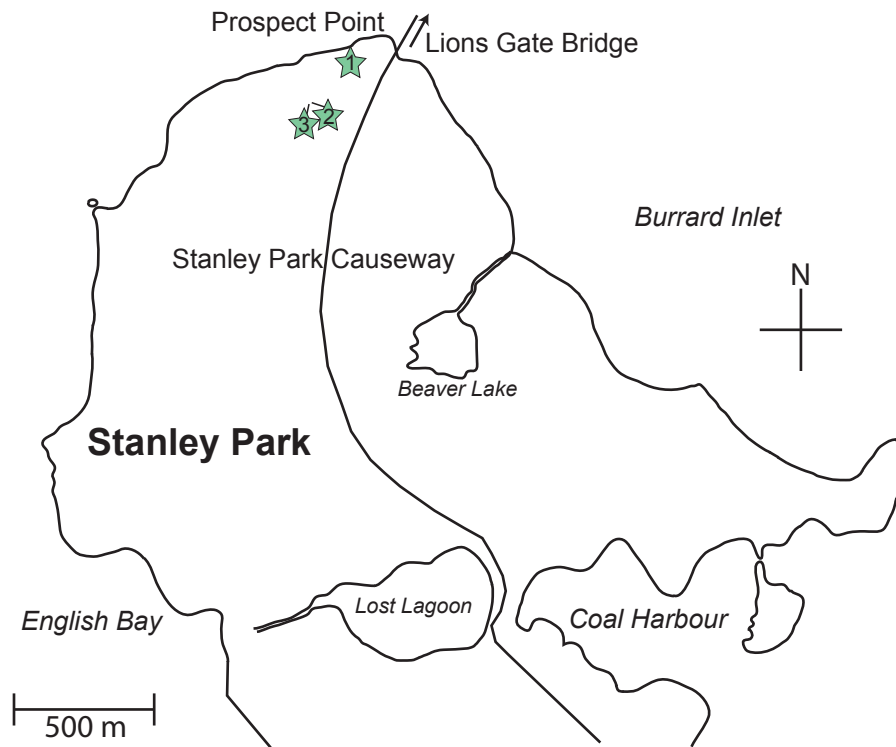 Prospect Point
Lions Gate Bridge
1
2
3
Burrard Inlet
Stanley Park Causeway
N
Beaver Lake
Stanley Park
English Bay
Lost Lagoon
Coal Harbour
500 m